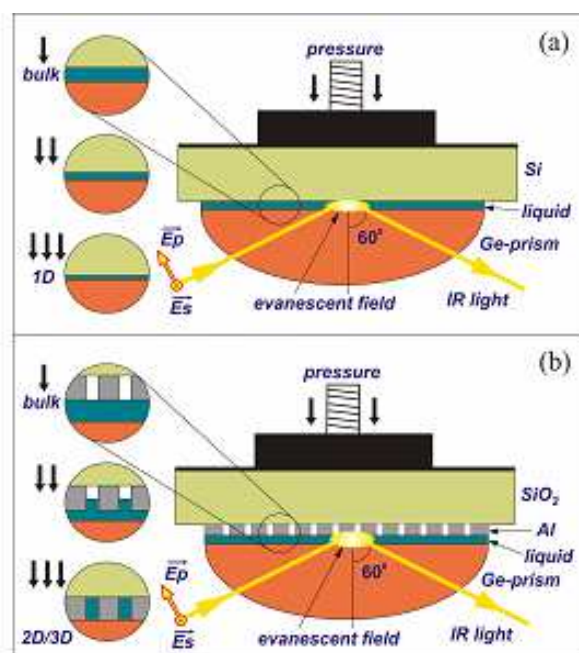 (a)
pressure
bulk
Si
liquid
Ge-prism
60°
1D
Ep
Es
evanescent field
IR light
(b)
pressure
bulk
SiO2
Al
liquid
Ge-prism
60°
Ep
Es
2D/3D
evanescent field
IR light